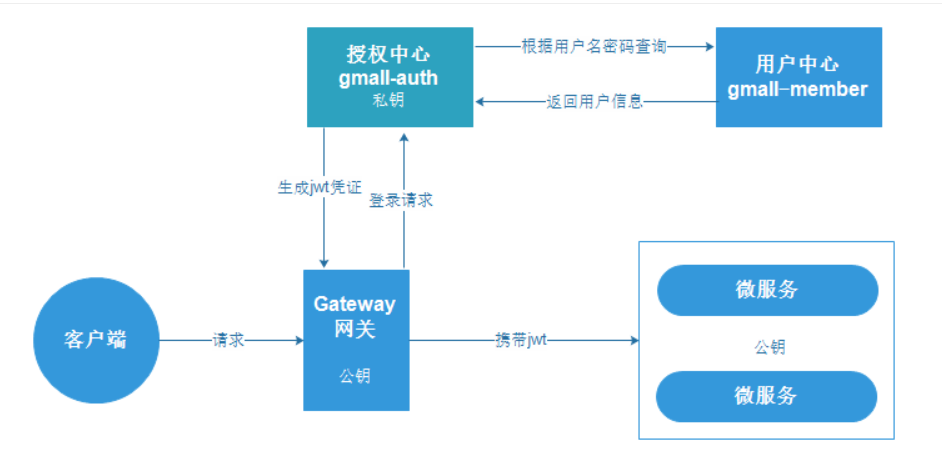 授权中心
gmall-auth
私钥
根据用户名密码查询
返回用户信息
用户中心
gmall-member
生成jwt凭证
登录请求
客户端
请求
Gateway
网关
公钥
携带jwt
微服务
公钥
微服务